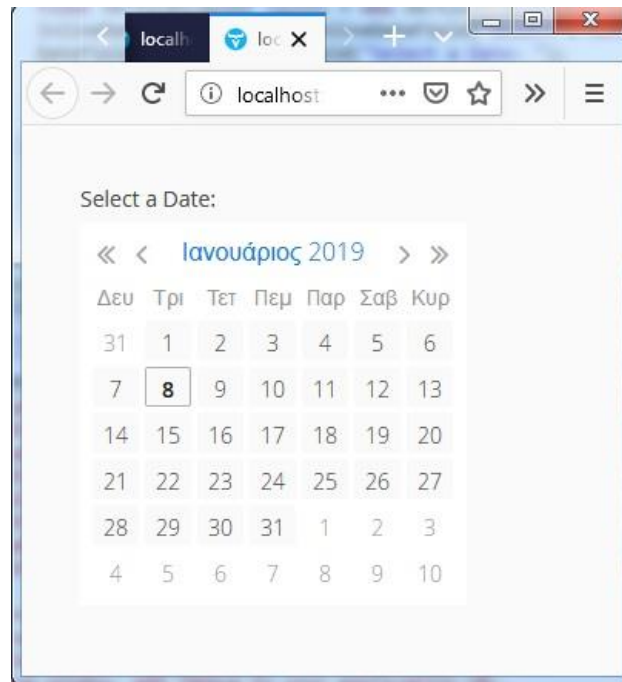 localh loc
localhost
Select a Date:
« < Ιανουάριος 2019 > »
Δευ Τρι Τετ Πεμ Παρ Σαβ Κυρ
31 1 2 3 4 5 6
7 8 9 10 11 12 13
14 15 16 17 18 19 20
21 22 23 24 25 26 27
28 29 30 31 1 2 3
4 5 6 7 8 9 10